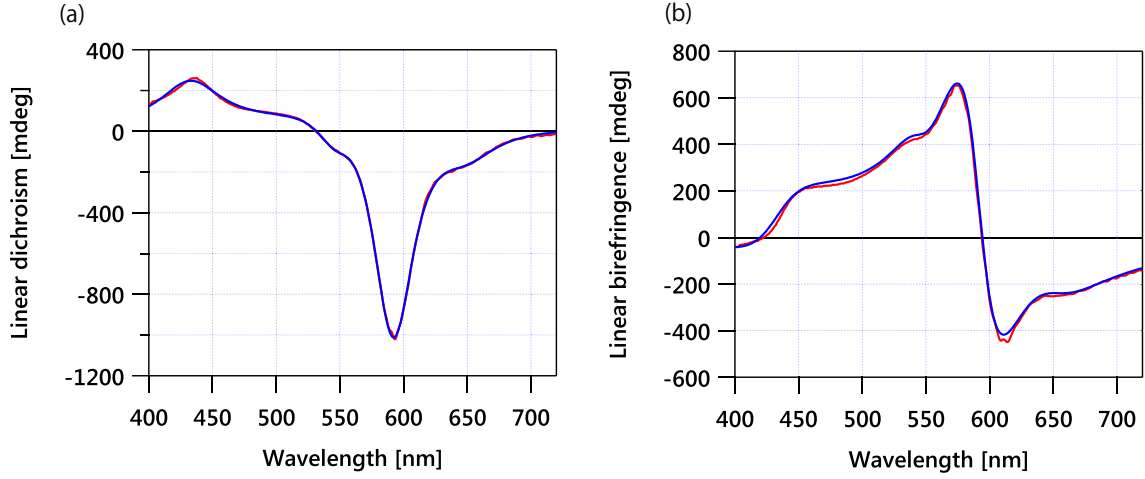 (a)
Linear dichroism [mdeg]
400
0
-400
-800
-1200
400 450 500 550 600 650 700
Wavelength [nm]
(b)
Linear birefringence [mdeg]
800
600
400
200
0
-200
-400
-600
400 450 500 550 600 650 700
Wavelength [nm]